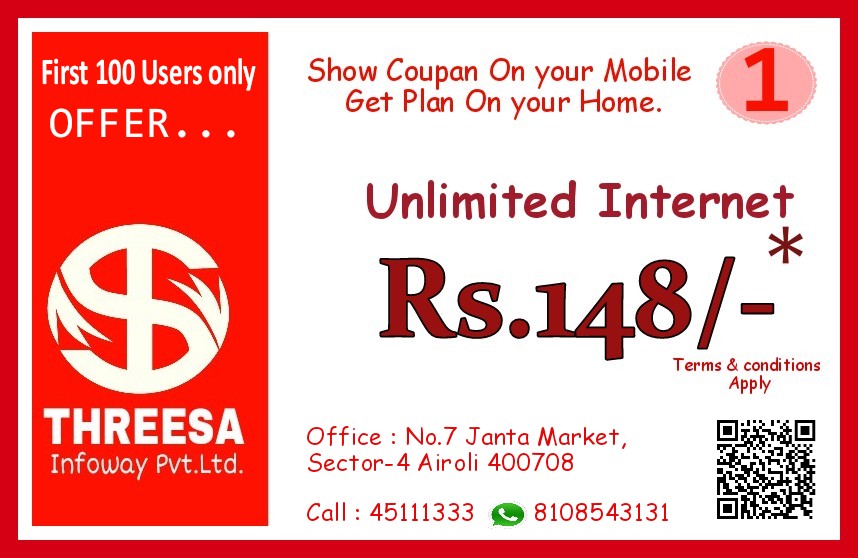 First 100 Users only
OFFER...
THREESA
Infoway Pvt.Ltd.
Show Coupan On your Mobile
Get Plan On your Home.
1
Unlimited Internet
Rs.148/-*
Terms & conditions
Apply
Office : No.7 Janta Market,
Sector-4 Airoli 400708
Call : 45111333 8108543131